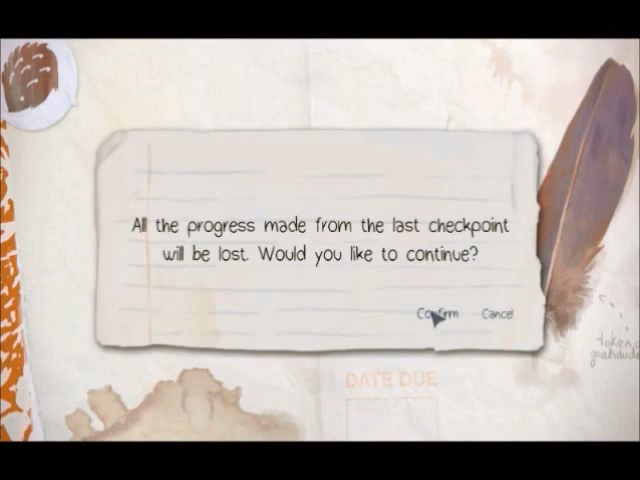 All the progress made from the last checkpoint
will be lost. Would you like to continue?
Confirm Cancel
DATE DUE